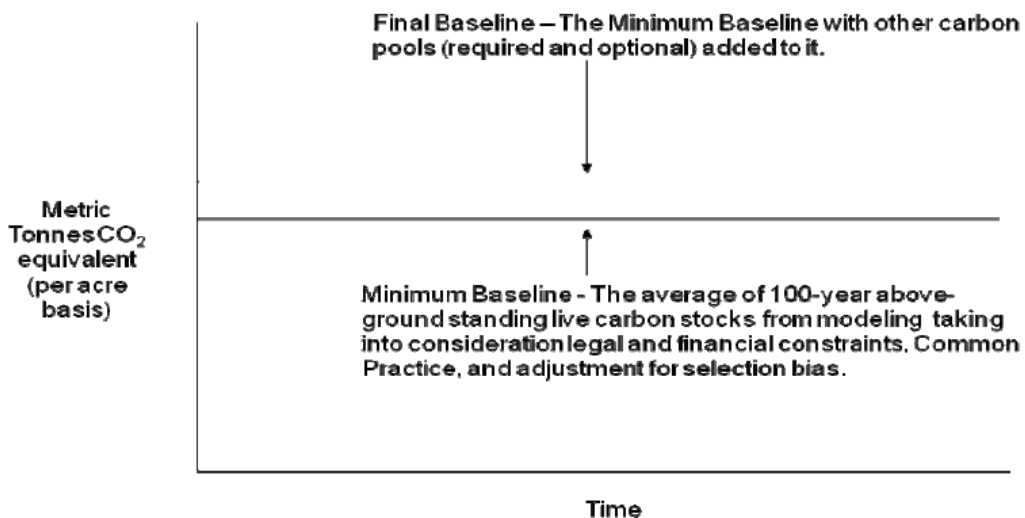 Final Baseline – The Minimum Baseline with other carbon
pools (required and optional) added to it.
Metric
Tonnes CO₂
equivalent
(per acre
basis)
Minimum Baseline - The average of 100-year above-
ground standing live carbon stocks from modeling taking
into consideration legal and financial constraints, Common
Practice, and adjustment for selection bias.
Time